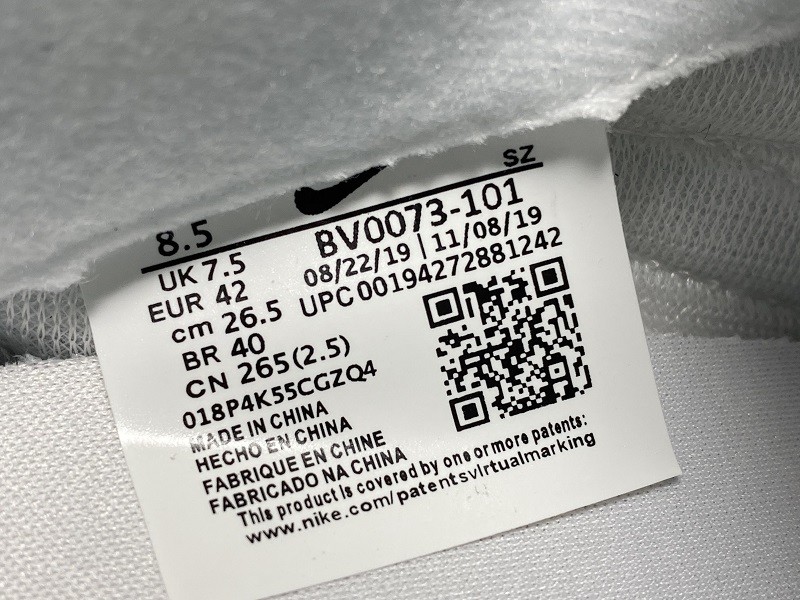 SZ
8.5
BV0073-101
UK 7.5
08/22/19 | 11/08/19
EUR 42
UPC 00194272881242
cm 26.5
BR 40
CN 265(2.5)
018P4K55CGZQ4
MADE IN CHINA
HECHO EN CHINA
FABRIQUE EN CHINE
FABRICADO NA CHINA
This product is covered by one or more patents:
www.nike.com/patentsvirtualmarking